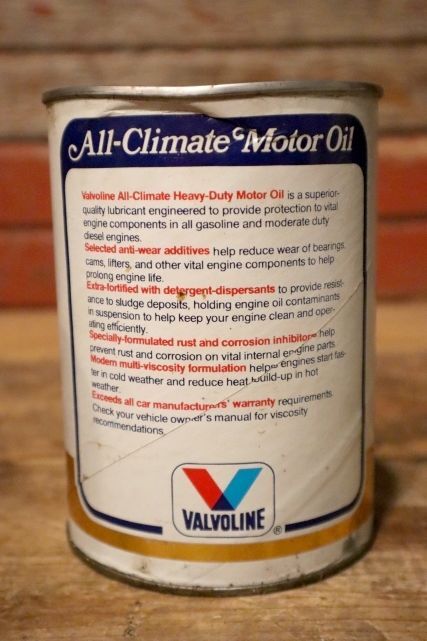 All-Climate Motor Oil
Valvoline All-Climate Heavy-Duty Motor Oil is a superior-
quality lubricant engineered to provide protection to vital
engine components in all gasoline and moderate duty
diesel engines.
Selected anti-wear additives help reduce wear of bearings,
cams, lifters, and other vital engine components to help
prolong engine life.
Extra-fortified with detergent-dispersants to provide resist-
ance to sludge deposits, holding engine oil contaminants
in suspension to help keep your engine clean and oper-
ating efficiently.
Specially-formulated rust and corrosion inhibitors help
prevent rust and corrosion on vital internal engine parts.
Modern multi-viscosity formulation helps engines start fas-
ter in cold weather and reduce heat build-up in hot
weather.
Exceeds all car manufacturers' warranty requirements.
Check your vehicle owner's manual for viscosity
recommendations.
VALVOLINE ®